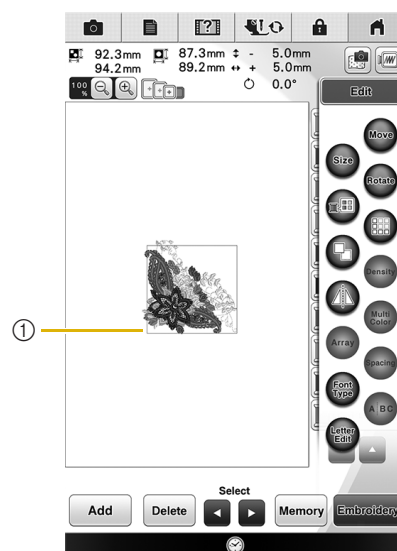 92.3mm 87.3mm - 5.0mm
94.2mm 89.2mm + 5.0mm
100 % 0.0°
Edit
Move
Size
Rotate
Density
Multi Color
Array
Spacing
Font Type
A BC
Letter Edit
Select
Add Delete Memory Embroidery
1